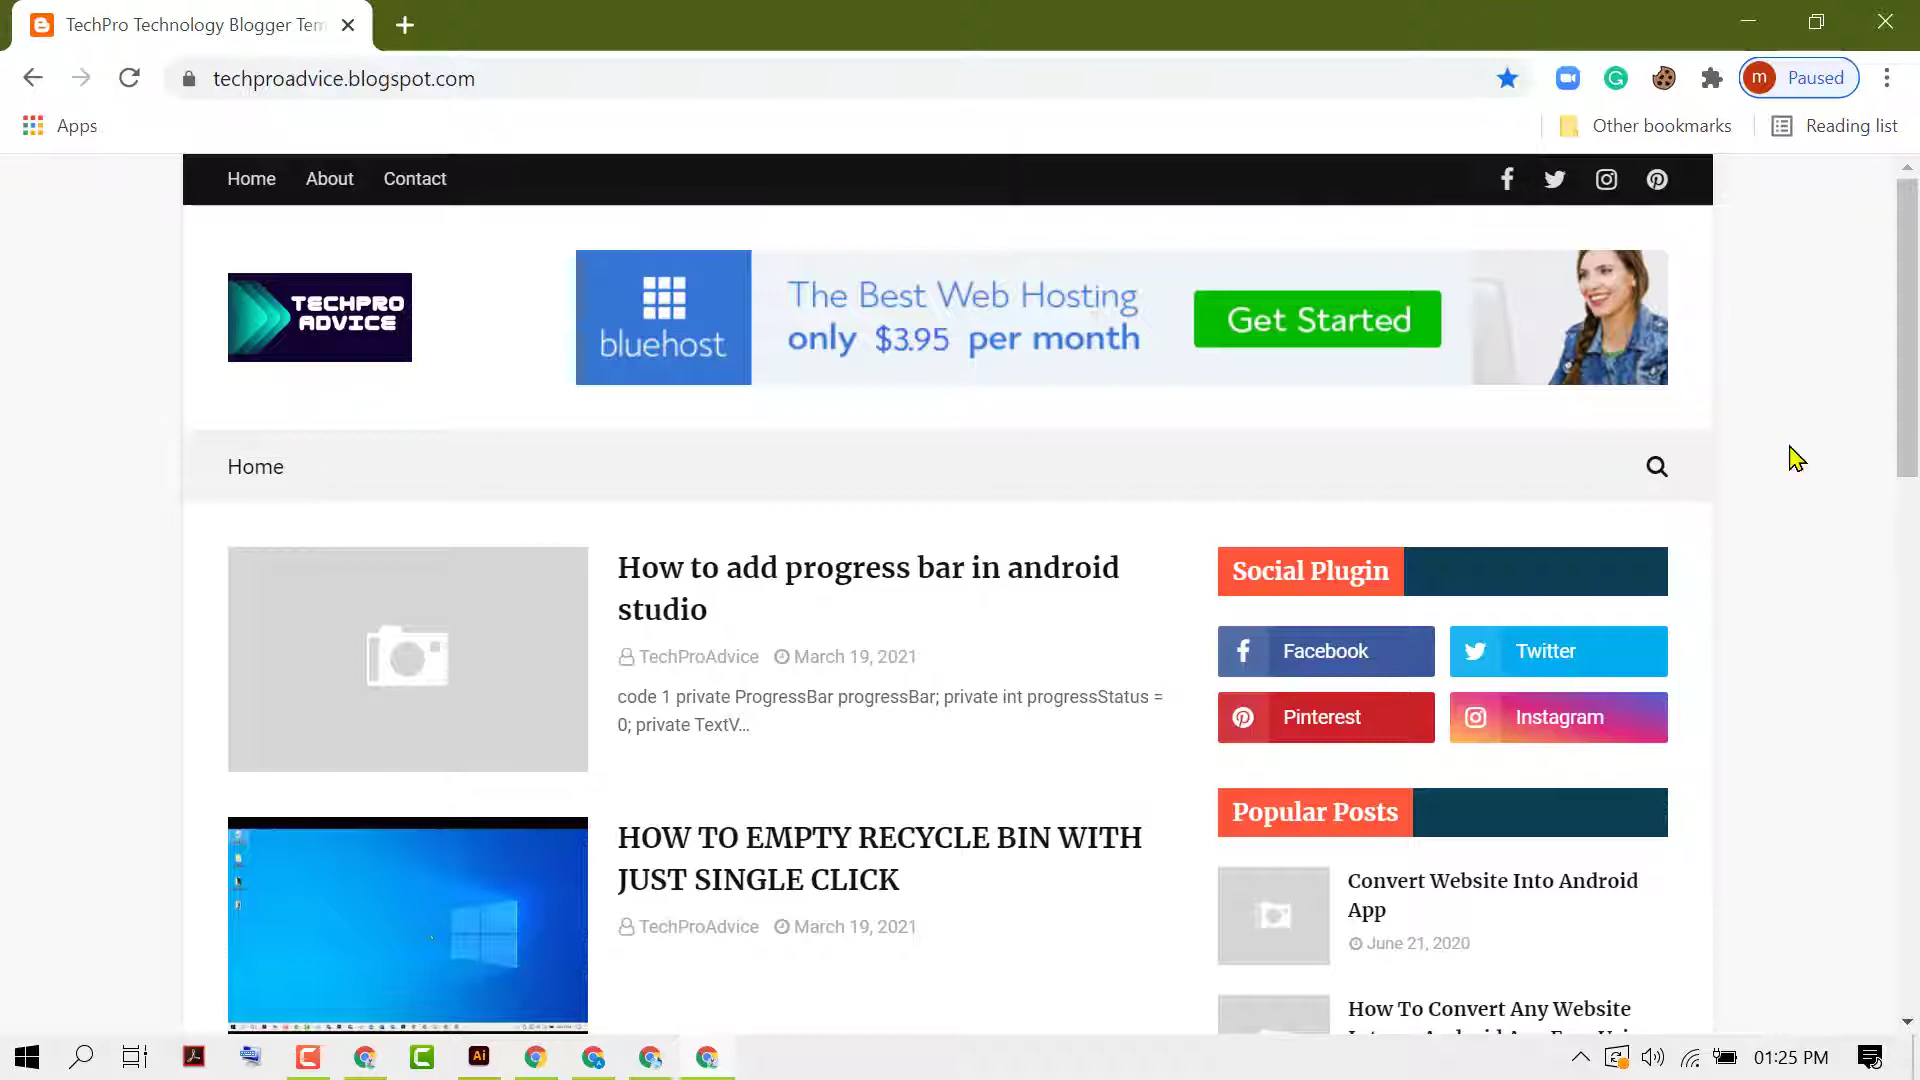 TechPro Technology Blogger Tem
techproadvice.blogspot.com
m Paused
Apps
Other bookmarks
Reading list
Home About Contact
TECHPRO
ADVICE
bluehost
The Best Web Hosting
only $3.95 per month
Get Started
Home
How to add progress bar in android
studio
TechProAdvice March 19, 2021
code 1 private ProgressBar progressBar; private int progressStatus =
0; private TextV...
HOW TO EMPTY RECYCLE BIN WITH
JUST SINGLE CLICK
TechProAdvice March 19, 2021
Social Plugin
Facebook
Twitter
Pinterest
Instagram
Popular Posts
Convert Website Into Android
App
June 21, 2020
How To Convert Any Website
Ai
01:25 PM